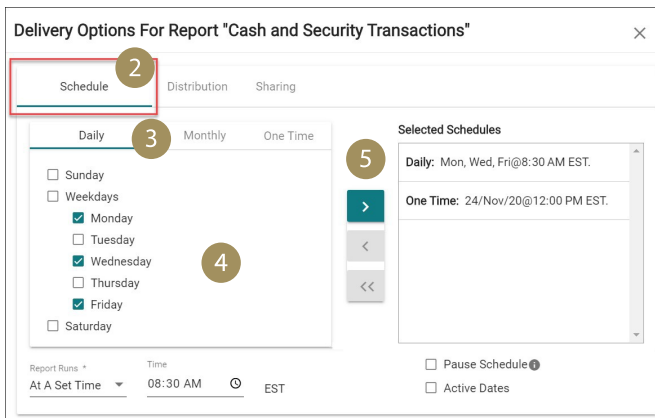 Delivery Options For Report "Cash and Security Transactions"
2
Schedule Distribution Sharing
Daily 3 Monthly One Time
5
Selected Schedules
Daily: Mon, Wed, Fri@8:30 AM EST.
One Time: 24/Nov/20@12:00 PM EST.
Sunday
Weekdays
Monday
Tuesday
Wednesday
4
Thursday
Friday
Saturday
>
<
<<
Report Runs *
At A Set Time
Time
08:30 AM
EST
Pause Schedule
Active Dates